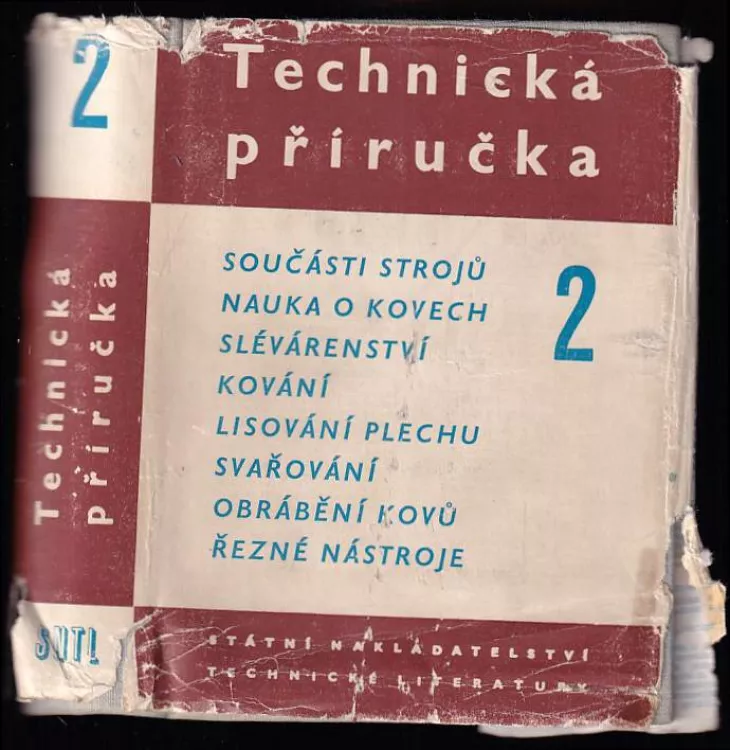 2
Technická
příručka
Technická
příručka
SNTL
SOUČÁSTI STROJŮ
NAUKA O KOVECH
2
SLÉVÁRENSTVÍ
KOVÁNÍ
LISOVÁNÍ PLECHU
SVAŘOVÁNÍ
OBRÁBĚNÍ KOVŮ
ŘEZNÉ NÁSTROJE
STÁTNÍ NAKLADATELSTVÍ
TECHNICKÉ LITERATURY